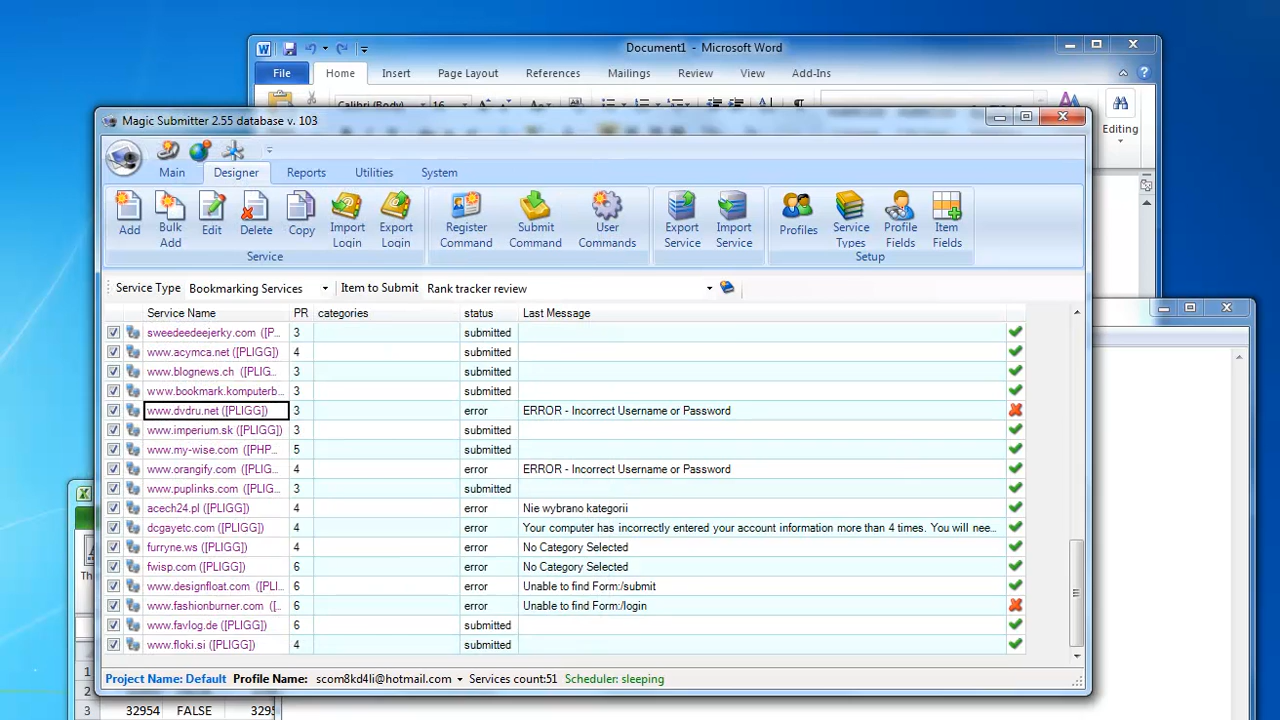 Document1 - Microsoft Word
File Home Insert Page Layout References Mailings Review View Add-Ins
Calibri (Body) 16
Editing
Magic Submitter 2.55 database v. 103
Main Designer Reports Utilities System
Add Bulk Add Edit Delete Copy Import Login Export Login Register Command Submit Command User Commands Export Service Import Service Profiles Service Types Profile Fields Item Fields
Service Setup
Service Type Bookmarking Services Item to Submit Rank tracker review
Service Name PR categories status Last Message
sweedeedeejerky.com ([P... 3 submitted
www.acymca.net ([PLIGG]) 4 submitted
www.blognews.ch ([PLIG... 3 submitted
www.bookmark.komputerb... 3 submitted
www.dvdru.net ([PLIGG]) 3 error ERROR - Incorrect Username or Password
www.imperium.sk ([PLIGG]) 3 submitted
www.my-wise.com ([PHP... 5 submitted
www.orangify.com ([PLIG... 4 error ERROR - Incorrect Username or Password
www.puplinks.com ([PLIG... 3 submitted
acech24.pl ([PLIGG]) 4 error Nie wybrano kategorii
dcgayetc.com ([PLIGG]) 4 error Your computer has incorrectly entered your account information more than 4 times. You will nee...
furryne.ws ([PLIGG]) 4 error No Category Selected
fwisp.com ([PLIGG]) 6 error No Category Selected
www.designfloat.com ([PLI... 6 error Unable to find Form:/submit
www.fashionburner.com ([... 6 error Unable to find Form:/login
www.favlog.de ([PLIGG]) 6 submitted
www.floki.si ([PLIGG]) 4 submitted
Project Name: Default Profile Name: scom8kd4li@hotmail.com Services count:51 Scheduler: sleeping
Th
1
2
3 32954 FALSE 3295